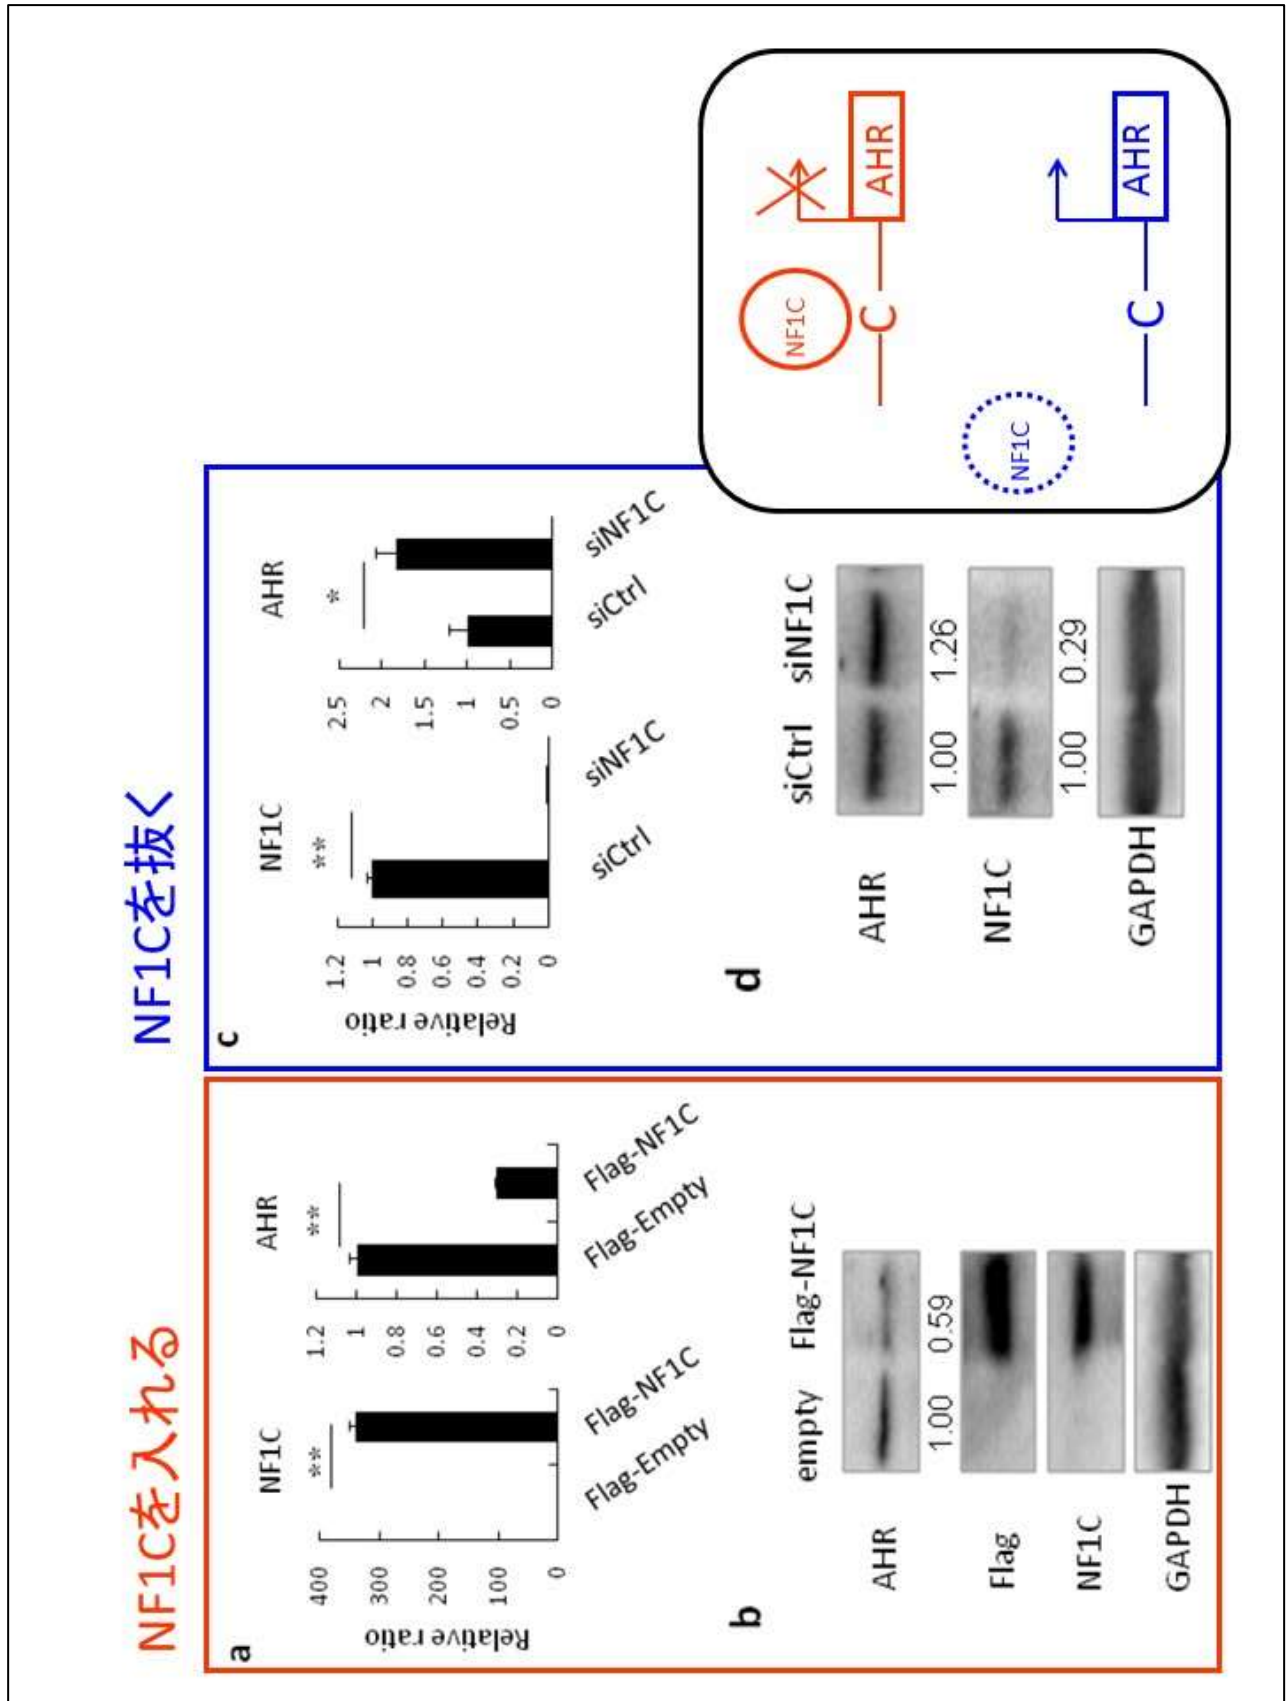 NF1Cを入れる
NF1Cを抜く
a
NF1C
AHR
**
**
400
300
200
100
0
1.2
1
0.8
0.6
0.4
0.2
0
Relative ratio
Flag-Empty
Flag-NF1C
Flag-Empty
Flag-NF1C
b
empty
Flag-NF1C
AHR
1.00
0.59
Flag
NF1C
GAPDH
c
NF1C
AHR
**
*
1.2
1
0.8
0.6
0.4
0.2
0
2.5
2
1.5
1
0.5
0
Relative ratio
siCtrl
siNF1C
siCtrl
siNF1C
d
siCtrl
siNF1C
AHR
1.00
1.26
NF1C
1.00
0.29
GAPDH
NF1C
C
AHR
NF1C
C
AHR